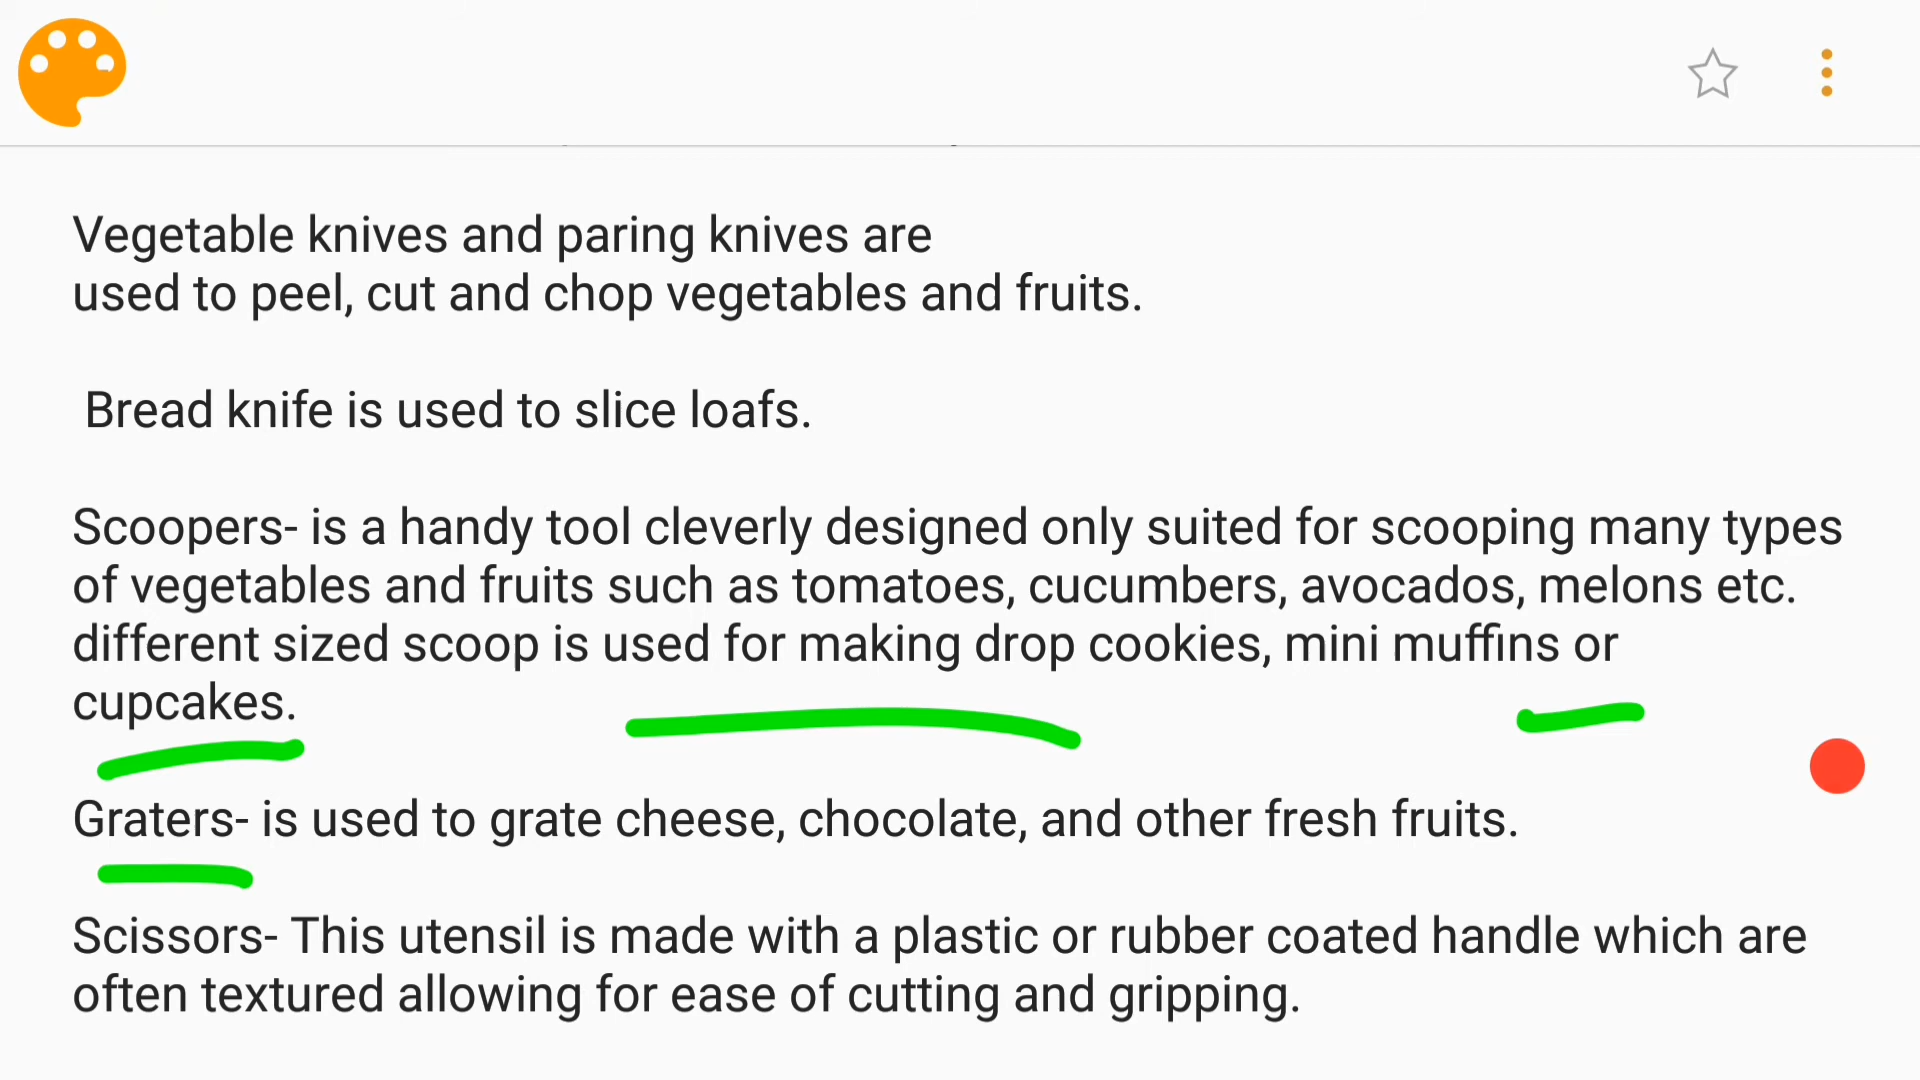 Vegetable knives and paring knives are
used to peel, cut and chop vegetables and fruits.
Bread knife is used to slice loafs.
Scoopers- is a handy tool cleverly designed only suited for scooping many types
of vegetables and fruits such as tomatoes, cucumbers, avocados, melons etc.
different sized scoop is used for making drop cookies, mini muffins or
cupcakes.
Graters- is used to grate cheese, chocolate, and other fresh fruits.
Scissors- This utensil is made with a plastic or rubber coated handle which are
often textured allowing for ease of cutting and gripping.